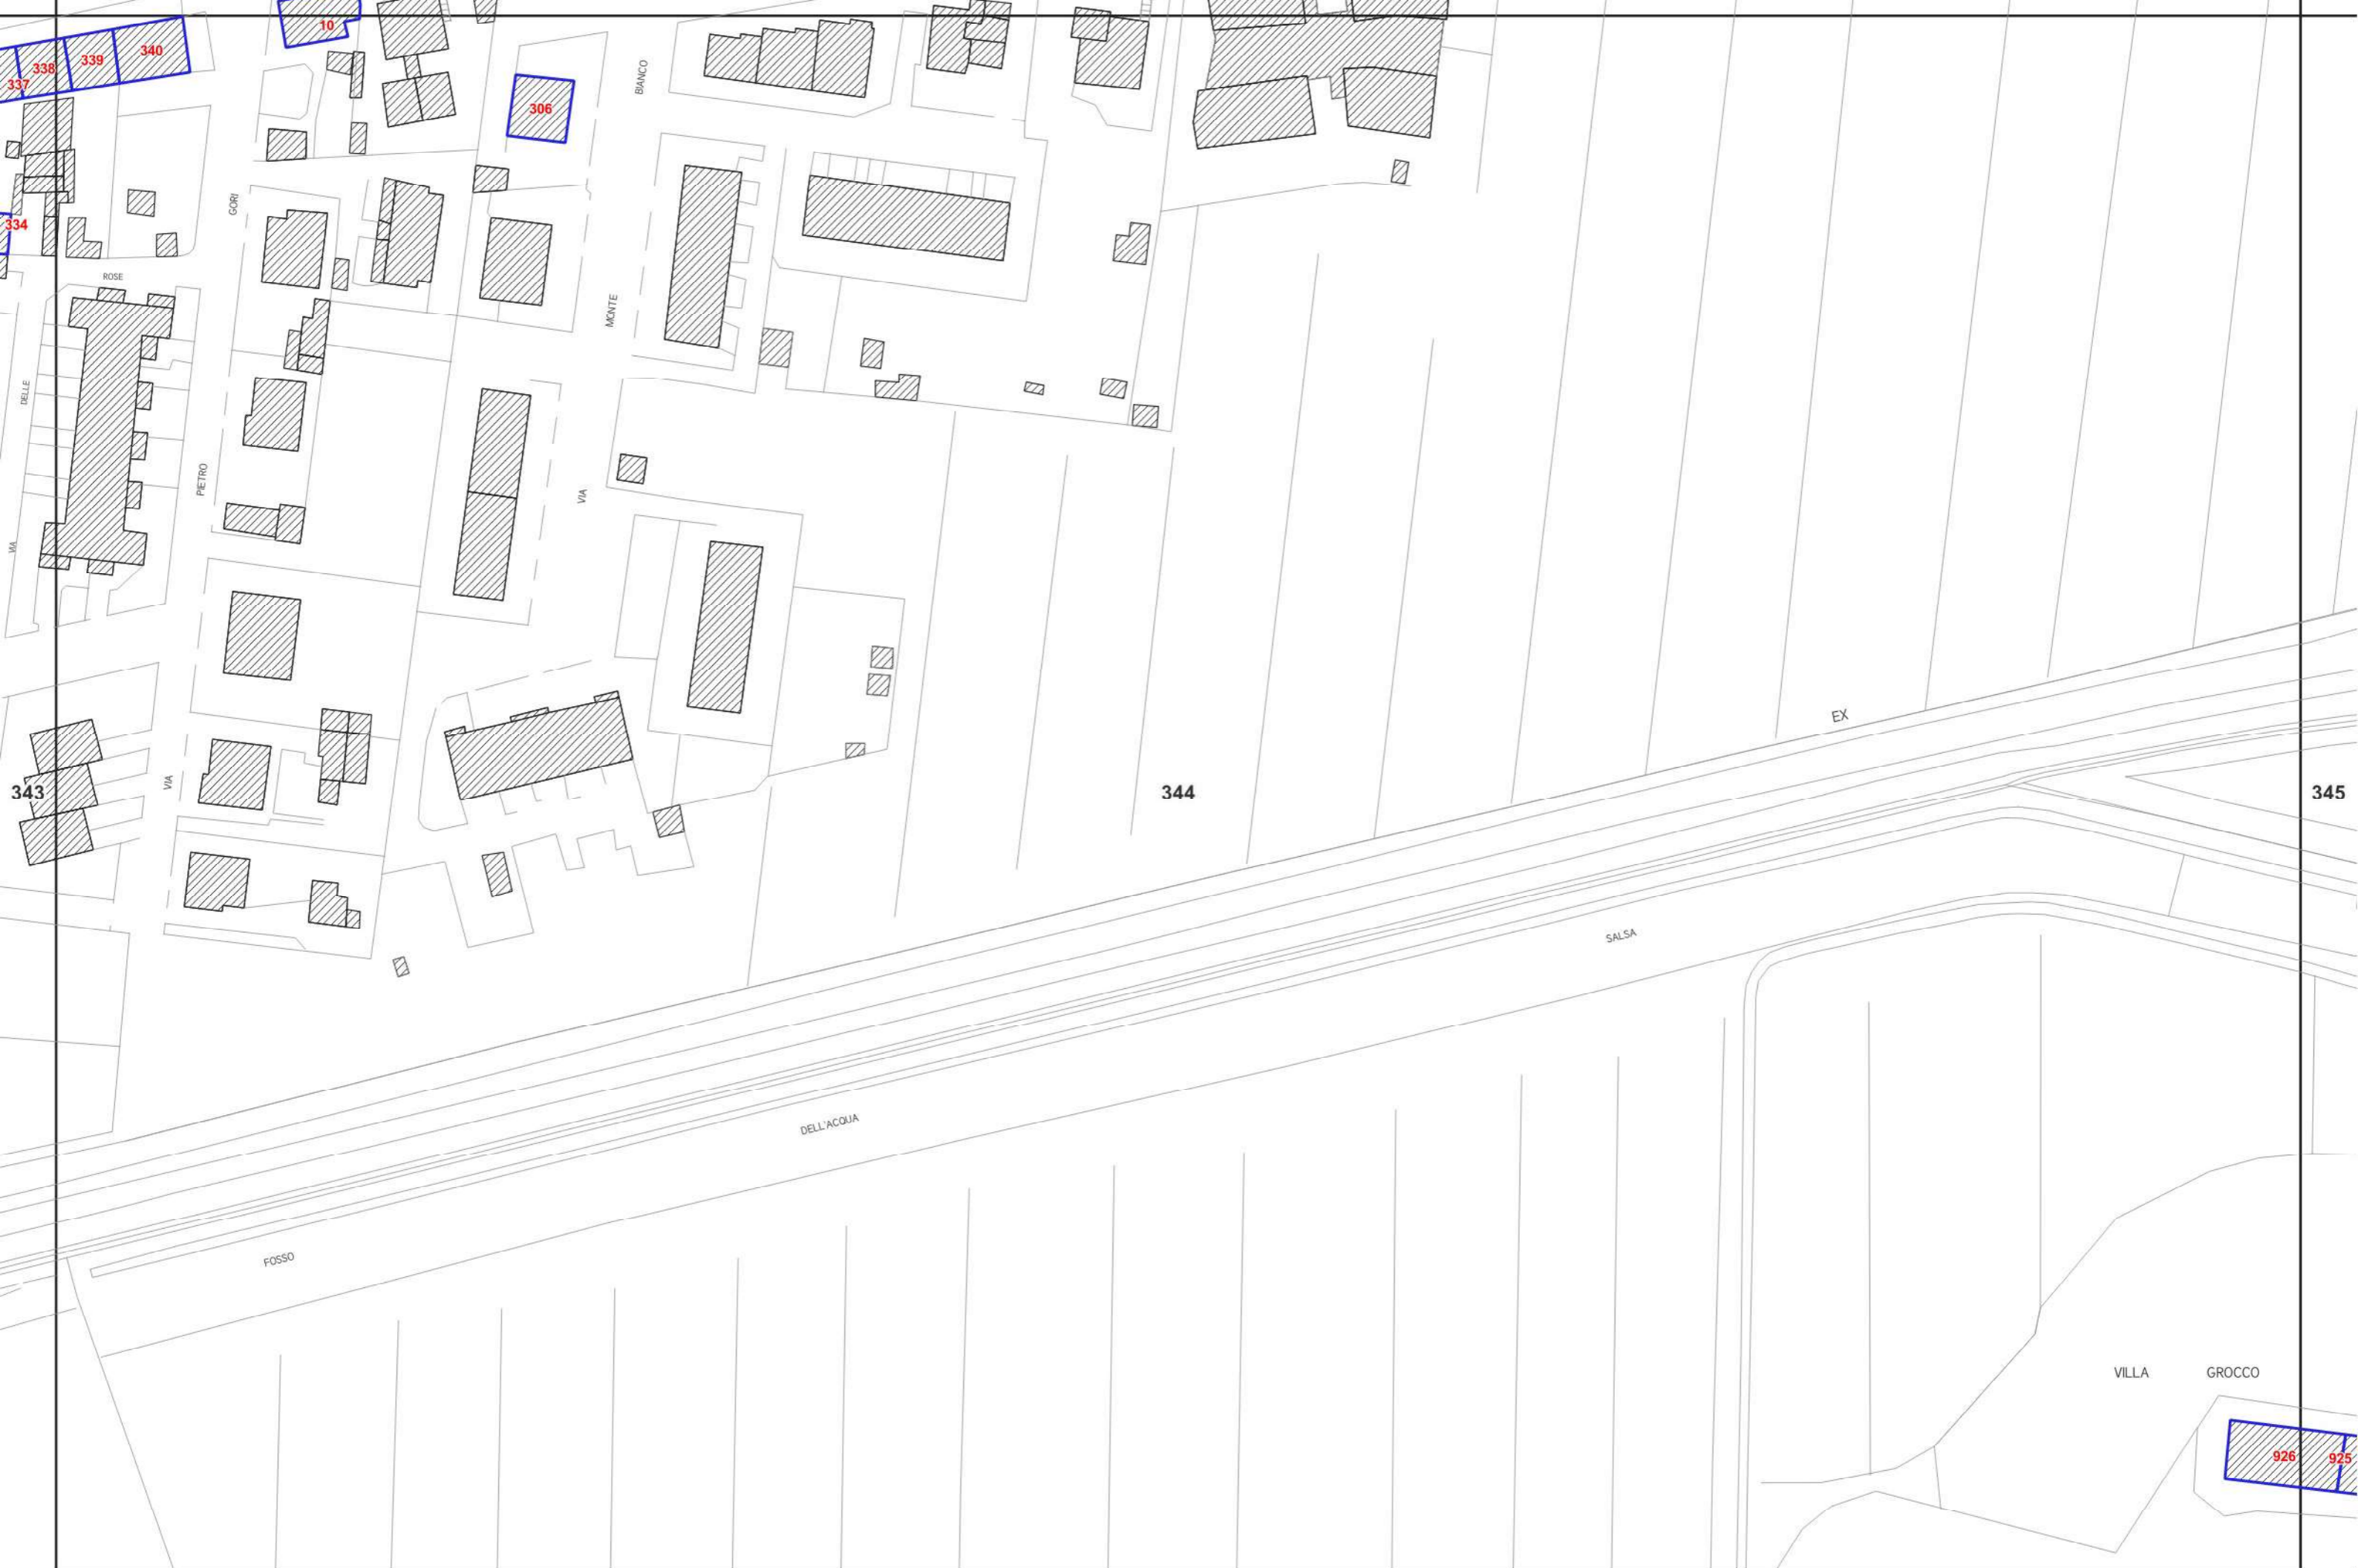 10
340
339
338
337
306
BIANCO
GORI
334
ROSE
MONTE
DELLE
PIETRO
VIA
VIA
EX
VIA
343
344
345
SALSA
DELL'ACQUA
FOSSO
VILLA GROCCO
926
925